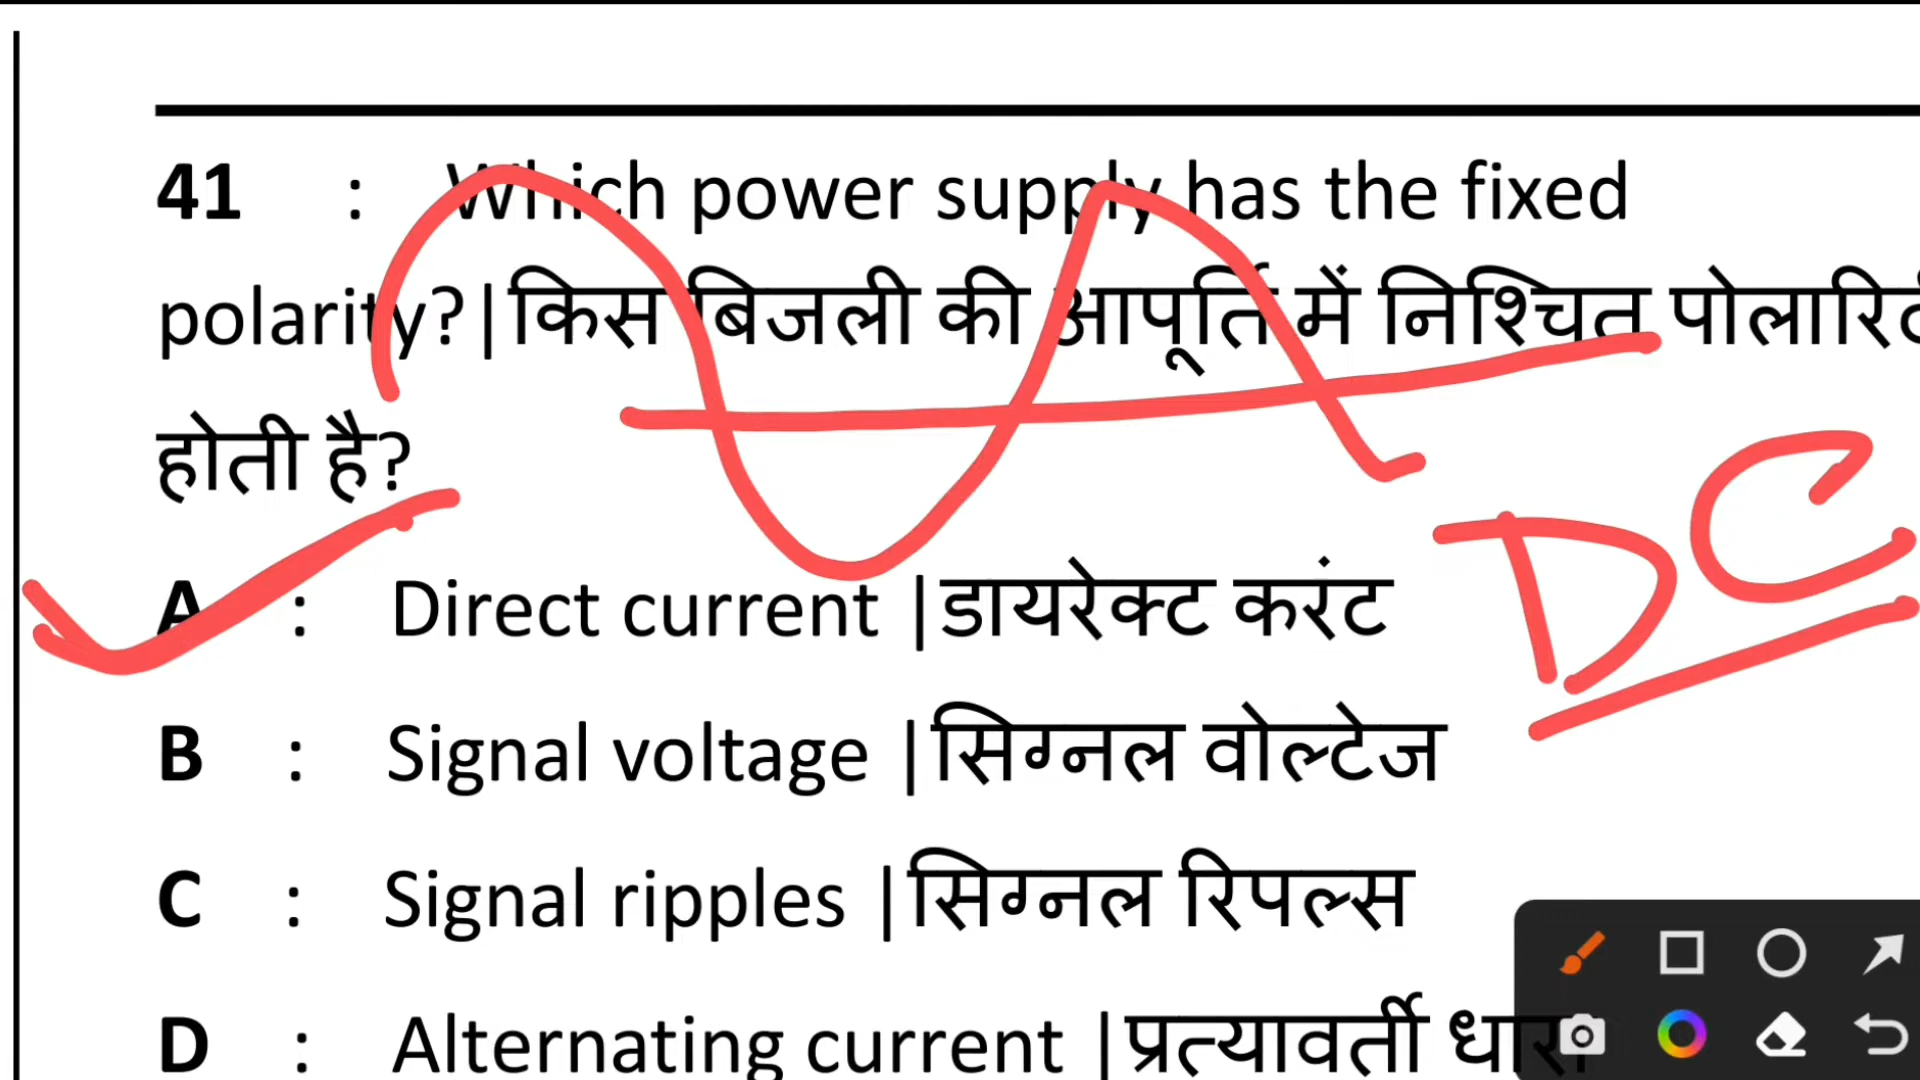 41 : Which power supply has the fixed
polarity?|किस बिजली की आपूर्ति में निश्चित
होती है?
DC
A : Direct current |डायरेक्ट करंट
B : Signal voltage |सिग्नल वोल्टेज
C : Signal ripples |सिग्नल रिपल्स
D : Alternating current |प्रत्यावर्ती